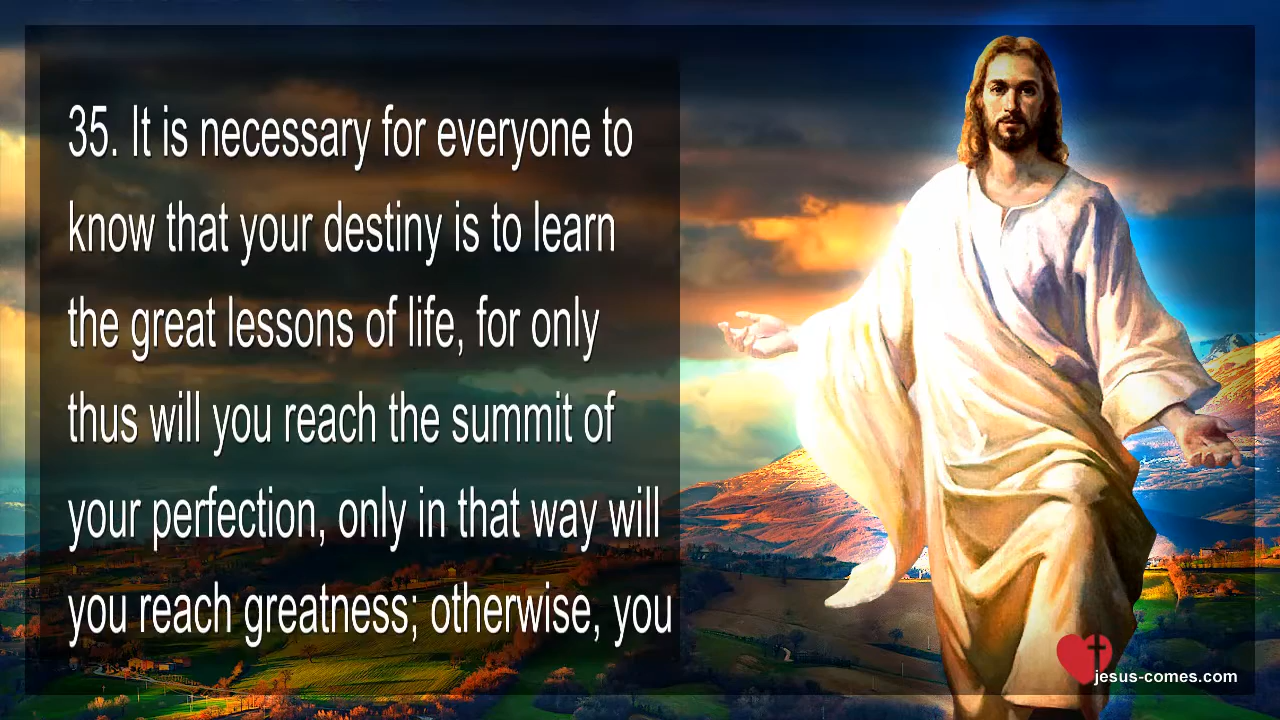 35. It is necessary for everyone to
know that your destiny is to learn
the great lessons of life, for only
thus will you reach the summit of
your perfection, only in that way will
you reach greatness; otherwise, you
jesus-comes.com